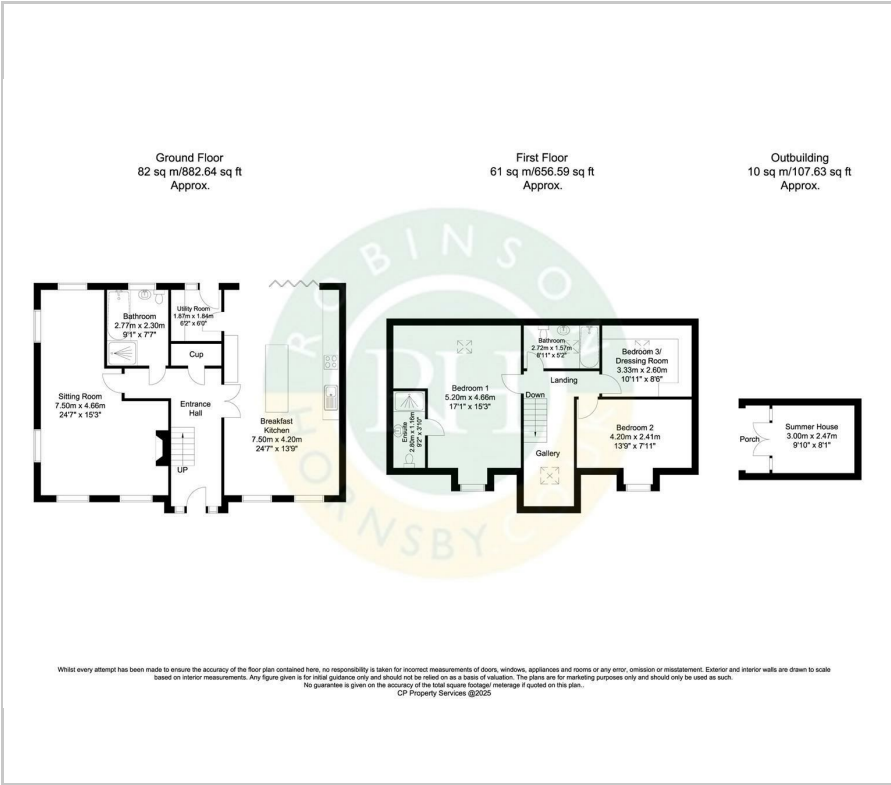 Ground Floor
82 sq m/882.64 sq ft
Approx.
First Floor
61 sq m/656.59 sq ft
Approx.
Outbuilding
10 sq m/107.63 sq ft
Approx.
ROBINSON
HORNSBY
Sitting Room
7.50m x 4.66m
24'7" x 15'3"
Bathroom
2.77m x 2.30m
9'1" x 7'7"
Utility Room
1.87m x 1.84m
6'2" x 6'0"
Cup
Entrance
Hall
UP
Breakfast
Kitchen
7.50m x 4.20m
24'7" x 13'9"
Bedroom 1
5.20m x 4.66m
17'1" x 15'3"
Ensuite
2.80m x 1.16m
9'2" x 3'10"
Bathroom
2.72m x 1.57m
8'11" x 5'2"
Landing
Down
Gallery
Bedroom 3/
Dressing Room
3.33m x 2.60m
10'11" x 8'6"
Bedroom 2
4.20m x 2.41m
13'9" x 7'11"
Porch
Summer House
3.00m x 2.47m
9'10" x 8'1"
Whilst every attempt has been made to ensure the accuracy of the floor plan contained here, no responsibility is taken for incorrect measurements of doors, windows, appliances and rooms or any error, omission or misstatement. Exterior and interior walls are drawn to scale
based on interior measurements. Any figure given is for initial guidance only and should not be relied on as a basis of valuation. The plans are for marketing purposes only and should only be used as such.
No guarantee is given on the accuracy of the total square footage/ meterage if quoted on this plan..
CP Property Services @2025